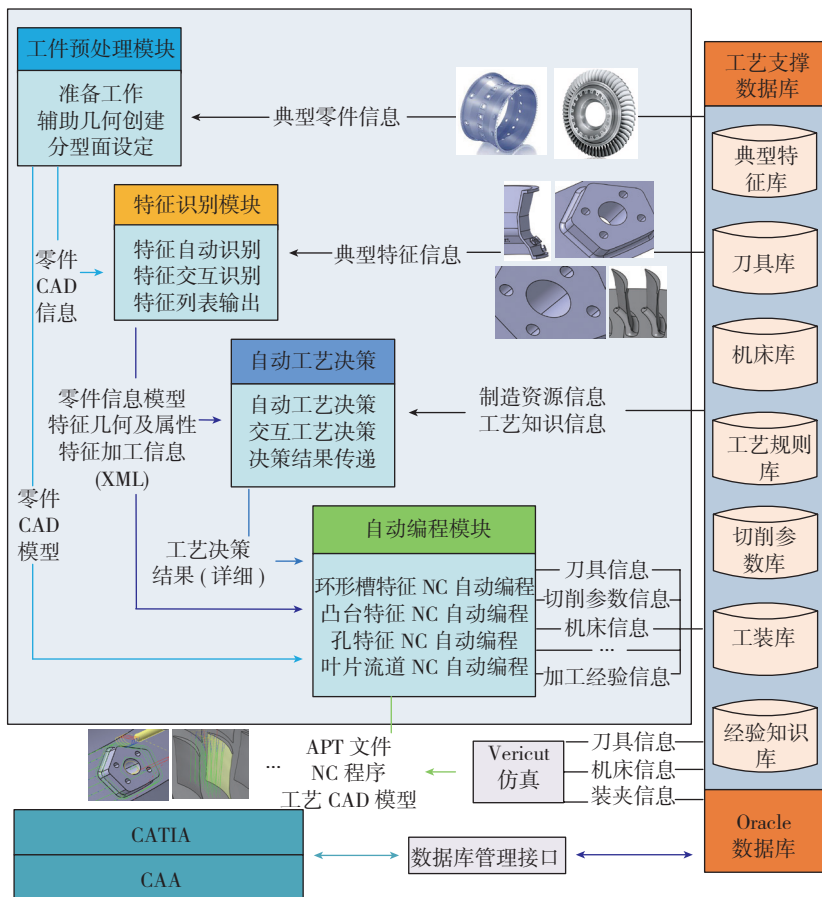 工件预处理模块
准备工作
辅助几何创建
分型面设定
典型零件信息
工艺支撑
数据库
典型特
征库
特征识别模块
特征自动识别
特征交互识别
特征列表输出
典型特征信息
零件
CAD
信息
刀具库
机床库
自动工艺决策
自动工艺决策
交互工艺决策
决策结果传递
制造资源信息
工艺知识信息
零件信息模型
特征几何及属性
特征加工信息
(XML)
工艺规则
库
零件
CAD
模型
工艺决策
结果(详细)
自动编程模块
环形槽特征 NC 自动编程
凸台特征 NC 自动编程
孔特征 NC 自动编程
叶片流道 NC 自动编程
刀具信息
切削参数信息
机床信息
...
加工经验信息
切削参
数库
工装库
经验知识
库
...
APT 文件
NC 程序
工艺 CAD 模型
Vericut
仿真
刀具信息
机床信息
装夹信息
CATIA
CAA
数据库管理接口
Oracle
数据库